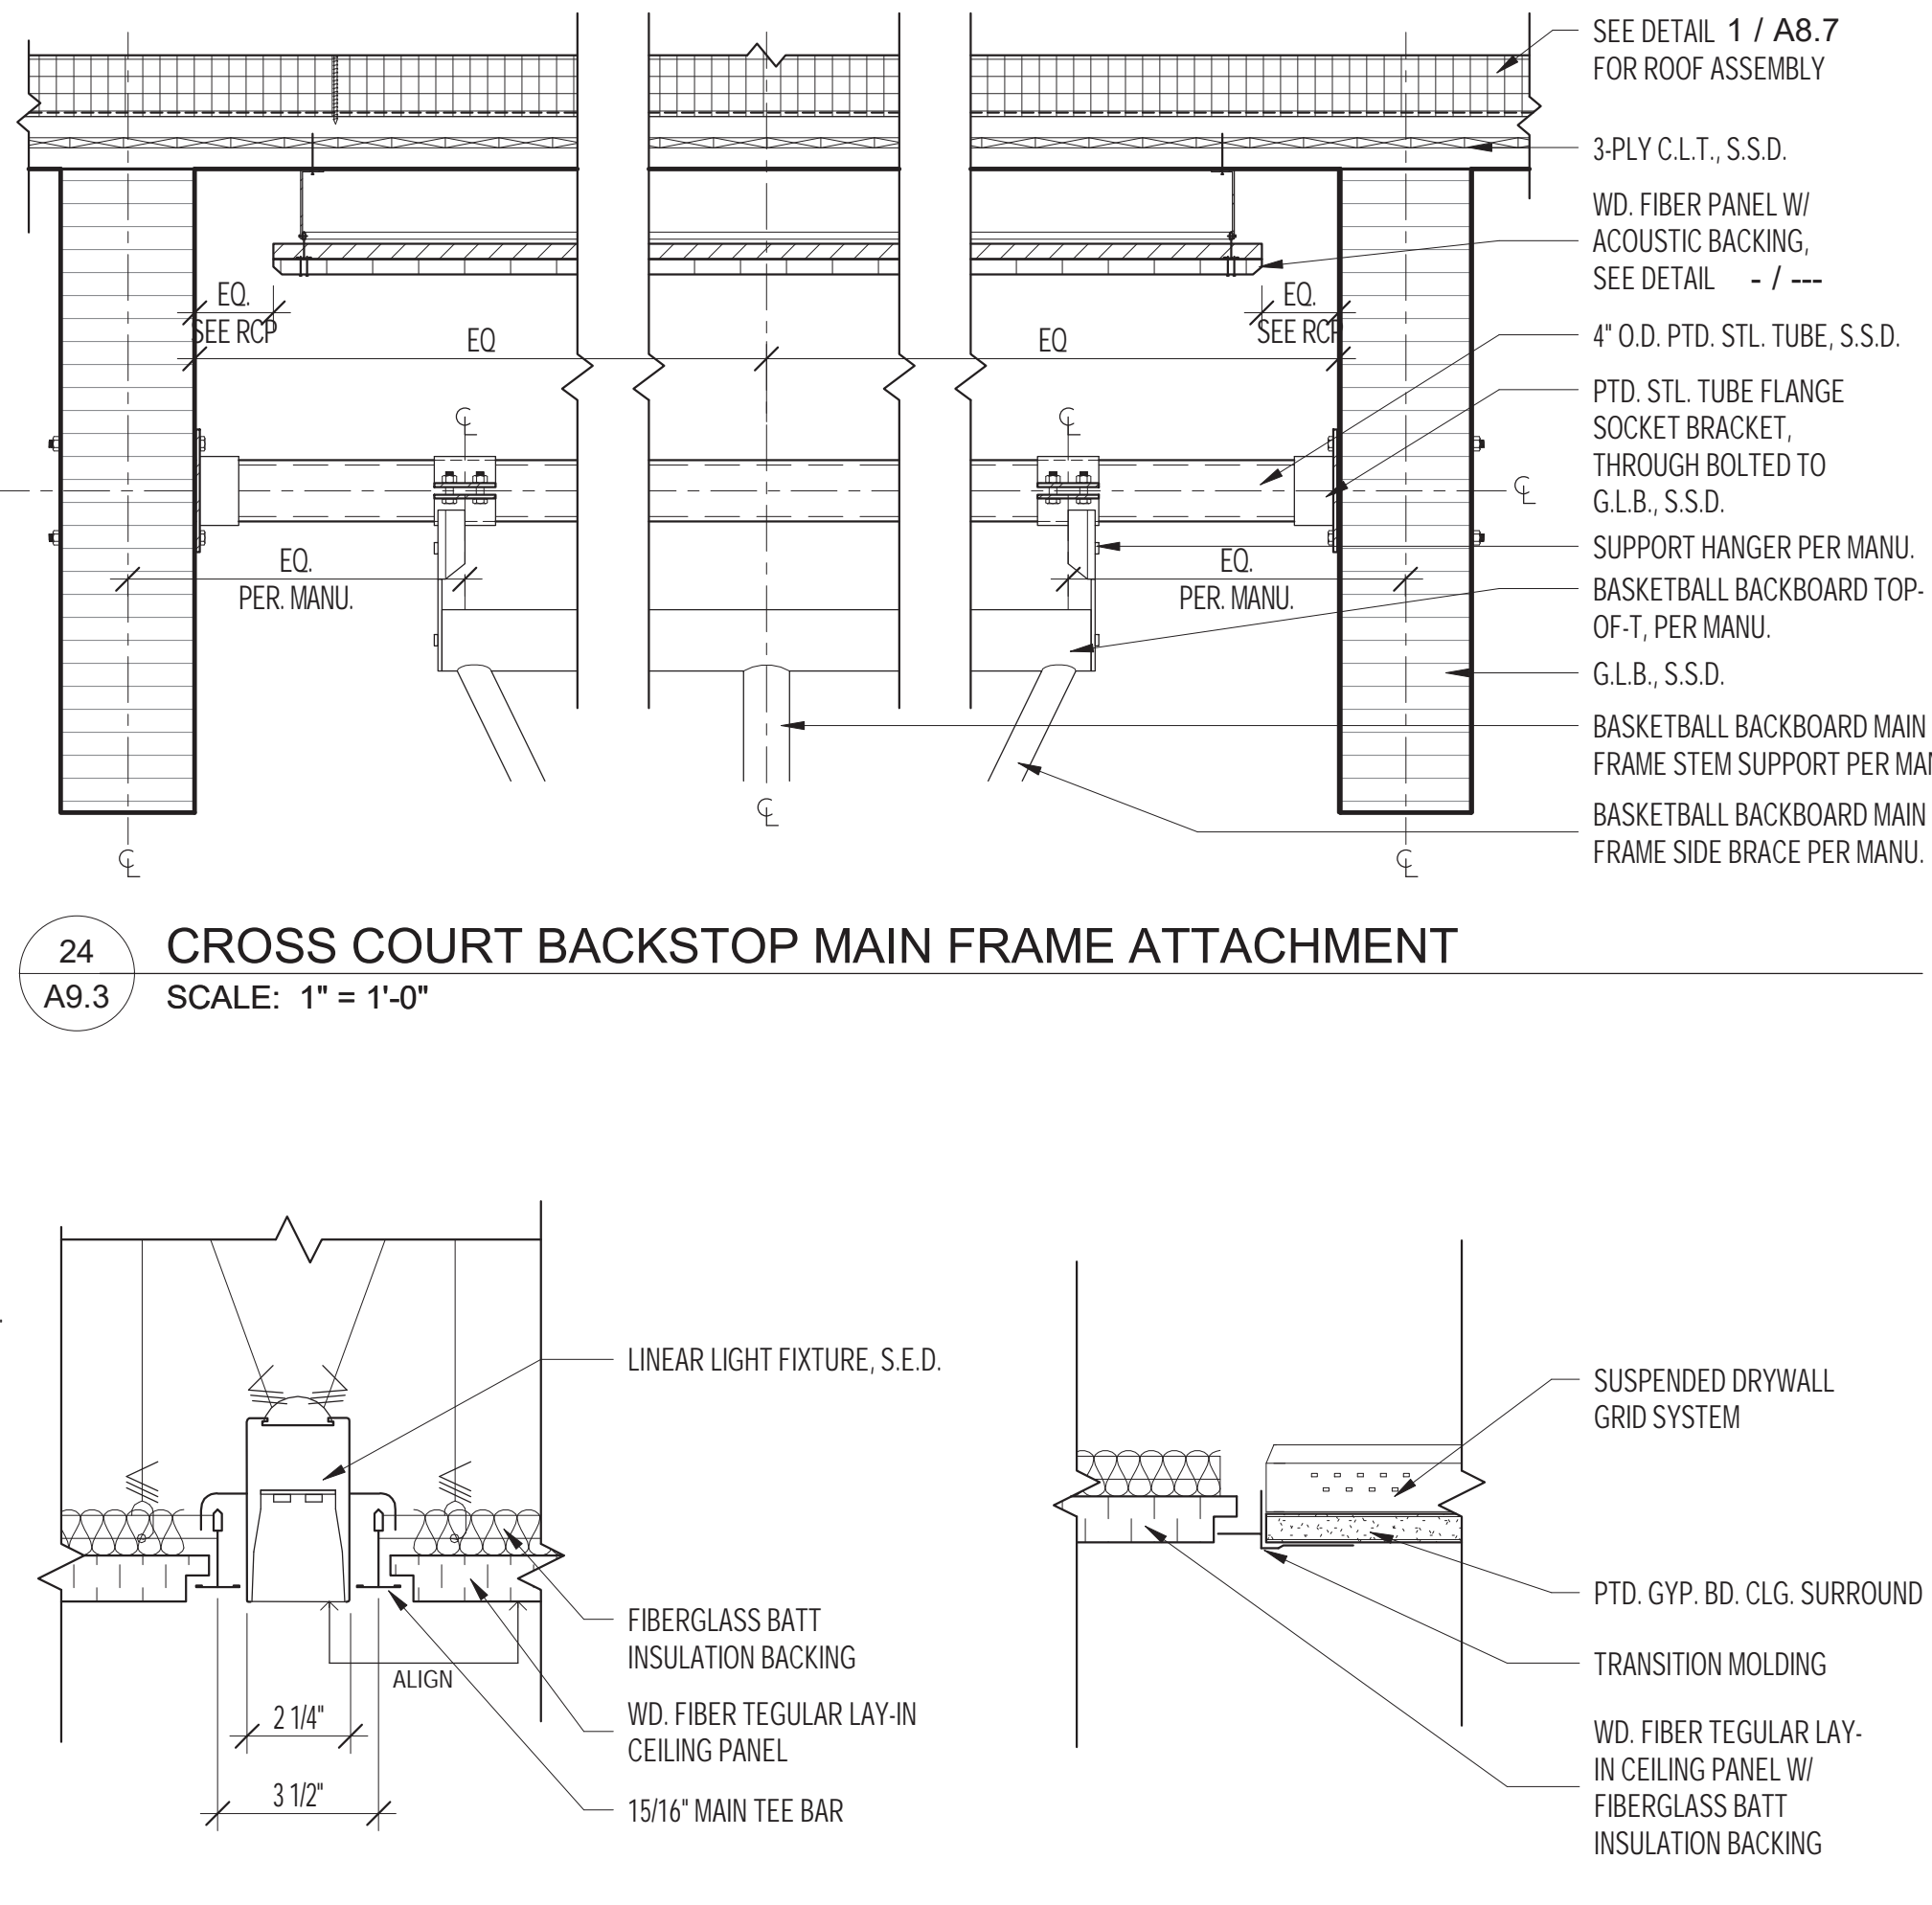 SEE DETAIL 1 / A8.7
FOR ROOF ASSEMBLY
3-PLY C.L.T., S.S.D.
WD. FIBER PANEL W/
ACOUSTIC BACKING,
SEE DETAIL - / ---
EQ.
SEE RCP
EQ
EQ
EQ.
SEE RCP
4" O.D. PTD. STL. TUBE, S.S.D.
PTD. STL. TUBE FLANGE
SOCKET BRACKET,
THROUGH BOLTED TO
G.L.B., S.S.D.
EQ.
PER. MANU.
EQ.
PER. MANU.
SUPPORT HANGER PER MANU.
BASKETBALL BACKBOARD TOP-
OF-T, PER MANU.
G.L.B., S.S.D.
BASKETBALL BACKBOARD MAIN
FRAME STEM SUPPORT PER MAN
BASKETBALL BACKBOARD MAIN
FRAME SIDE BRACE PER MANU.
24
A9.3
CROSS COURT BACKSTOP MAIN FRAME ATTACHMENT
SCALE: 1" = 1'-0"
LINEAR LIGHT FIXTURE, S.E.D.
FIBERGLASS BATT
INSULATION BACKING
ALIGN
WD. FIBER TEGULAR LAY-IN
CEILING PANEL
2 1/4"
3 1/2"
15/16" MAIN TEE BAR
SUSPENDED DRYWALL
GRID SYSTEM
PTD. GYP. BD. CLG. SURROUND
TRANSITION MOLDING
WD. FIBER TEGULAR LAY-
IN CEILING PANEL W/
FIBERGLASS BATT
INSULATION BACKING